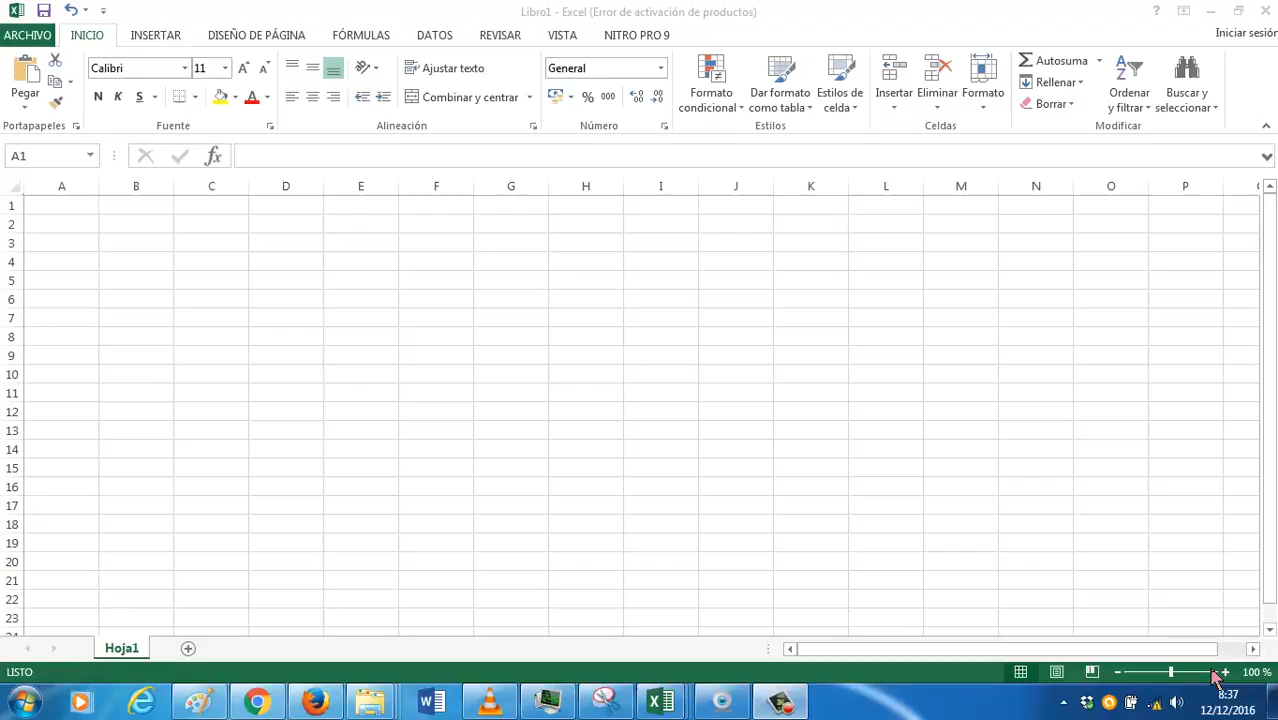 Libro1 - Excel (Error de activación de productos)
ARCHIVO INICIO INSERTAR DISEÑO DE PÁGINA FÓRMULAS DATOS REVISAR VISTA NITRO PRO 9 Iniciar sesión
Pegar
Calibri 11
N K S
Ajustar texto
Combinar y centrar
General
% 000
Formato condicional
Dar formato como tabla
Estilos de celda
Insertar Eliminar Formato
Autosuma
Rellenar
Borrar
Ordenar y filtrar
Buscar y seleccionar
Portapapeles Fuente Alineación Número Estilos Celdas Modificar
A1 fx
A B C D E F G H I J K L M N O P
1
2
3
4
5
6
7
8
9
10
11
12
13
14
15
16
17
18
19
20
21
22
23
Hoja1
LISTO 100 %
8:37
12/12/2016